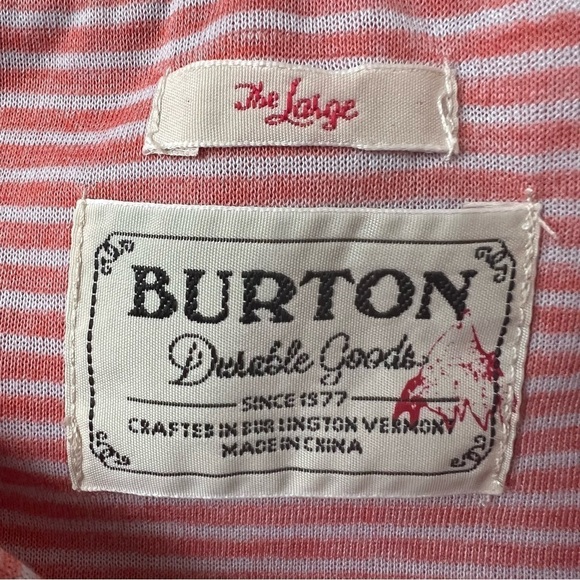 The Large
BURTON
Durable Goods
SINCE 1977
CRAFTED IN BURLINGTON VERMONT
MADE IN CHINA